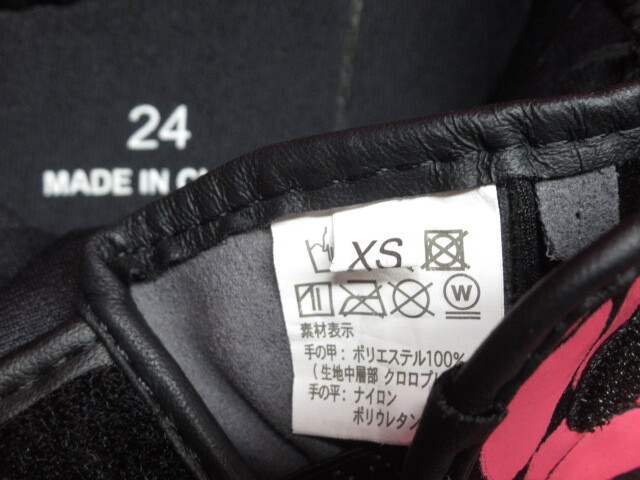 24
MADE IN
XS
W
素材表示
手の甲: ポリエステル100%
(生地中層部 クロロプ
手の平: ナイロン
ポリウレタン